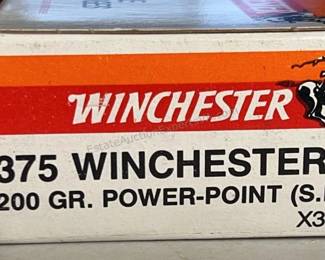 WINCHESTER
375 WINCHESTER
200 GR. POWER-POINT (S.
X3